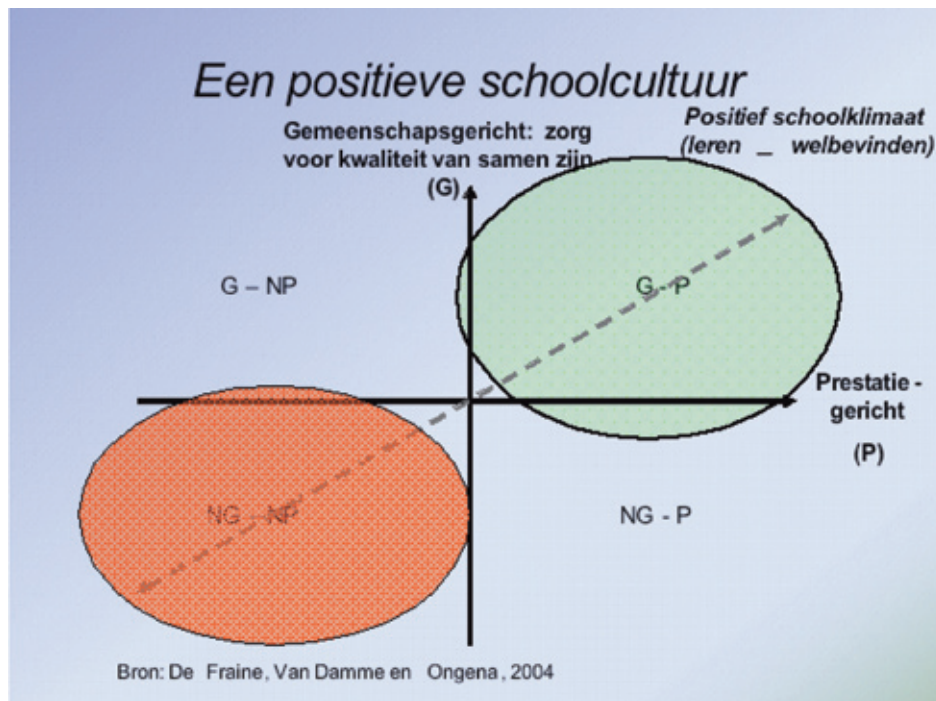 Een positieve schoolcultuur
Gemeenschapsgericht: zorg
voor kwaliteit van samen zijn
(G)
Positief schoolklimaat
(leren _ welbevinden)
G – NP
G - P
Prestatie -
gericht
(P)
NG – NP
NG - P
Bron: De Fraine, Van Damme en Ongena, 2004